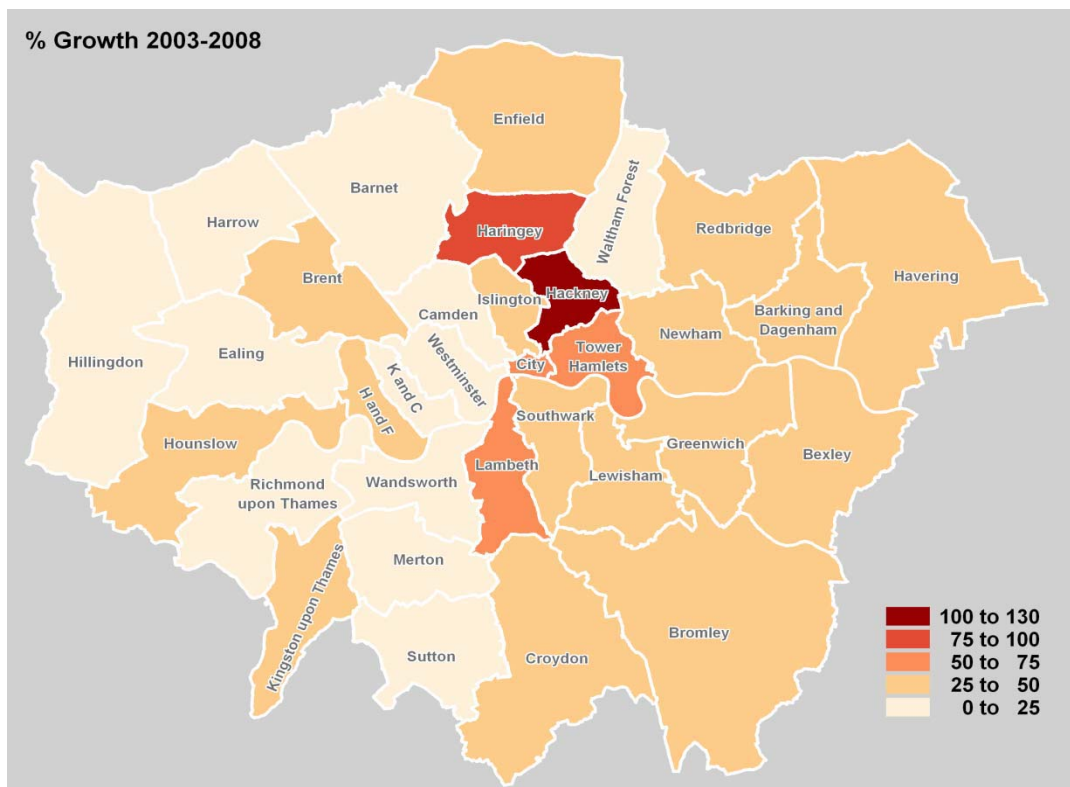 % Growth 2003-2008
Enfield
Barnet
Waltham Forest
Harrow
Haringey
Redbridge
Havering
Brent
Hackney
Islington
Camden
Barking and
Dagenham
Newham
Hillingdon
Ealing
Tower
Hamlets
City
Westminster
K and C
H and F
Southwark
Hounslow
Greenwich
Bexley
Lambeth
Lewisham
Wandsworth
Richmond
upon Thames
Merton
Kingston upon Thames
Sutton
Croydon
Bromley
100 to 130
75 to 100
50 to 75
25 to 50
0 to 25